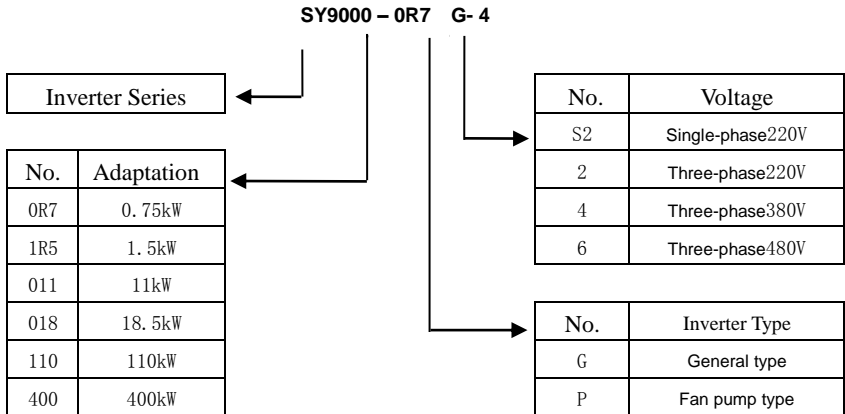 SY9000 – 0R7 G- 4
Inverter Series
No. Adaptation
0R7 0.75kW
1R5 1.5kW
011 11kW
018 18.5kW
110 110kW
400 400kW
No. Voltage
S2 Single-phase220V
2 Three-phase220V
4 Three-phase380V
6 Three-phase480V
No. Inverter Type
G General type
P Fan pump type